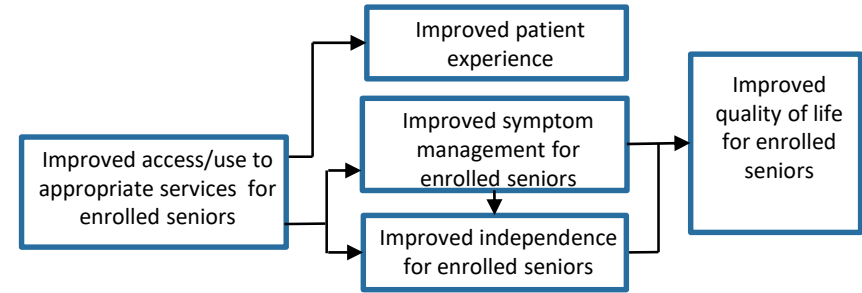 Improved access/use to
appropriate services for
enrolled seniors
Improved patient
experience
Improved symptom
management for
enrolled seniors
Improved independence
for enrolled seniors
Improved
quality of life
for enrolled
seniors